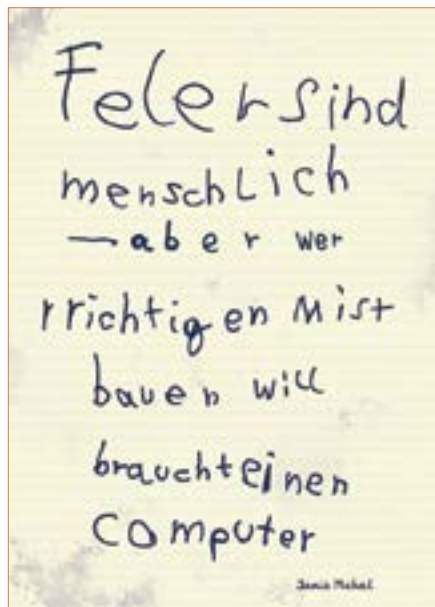 Felersind
menschLich
— aber wer
rrichtigen Mist
bauen will
brauchteinen
computer